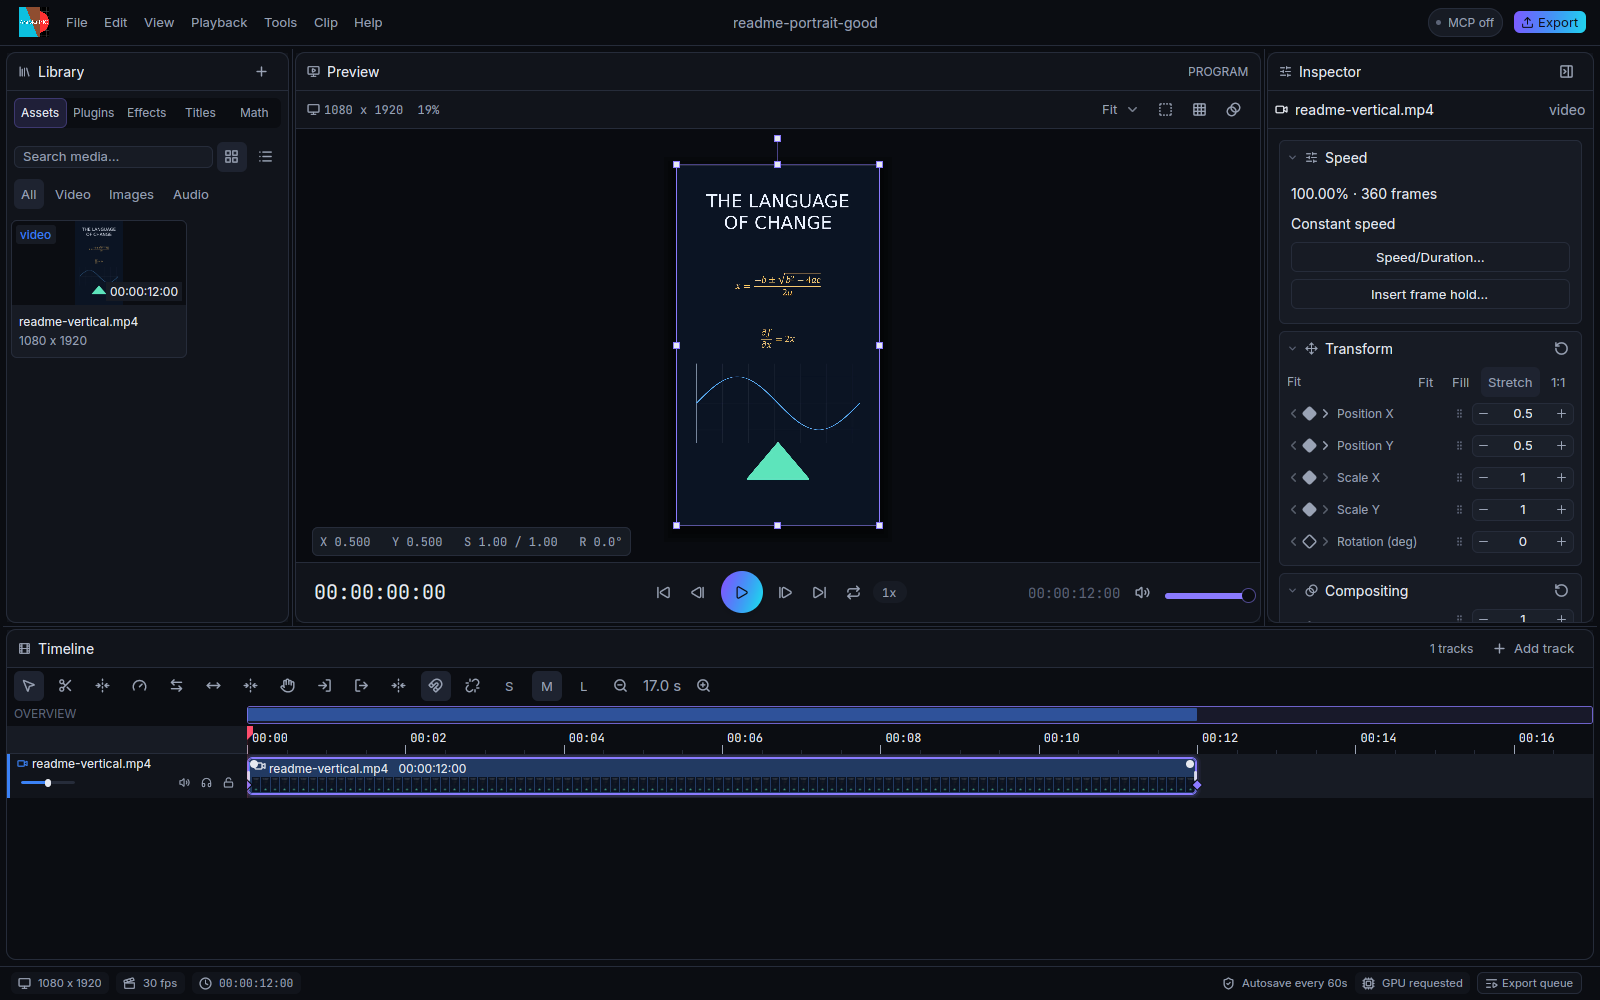 File Edit View Playback Tools Clip Help
readme-portrait-good
MCP off
Export
Library
Assets Plugins Effects Titles Math
Search media...
All Video Images Audio
video
00:00:12:00
readme-vertical.mp4
1080 x 1920
Preview
PROGRAM
1080 x 1920 19%
Fit
THE LANGUAGE
OF CHANGE
x = −b ± √b² − 4ac / 2a
∂f/∂x = 2x
X 0.500 Y 0.500 S 1.00 / 1.00 R 0.0°
00:00:00:00
1x
00:00:12:00
Inspector
readme-vertical.mp4 video
Speed
100.00% · 360 frames
Constant speed
Speed/Duration...
Insert frame hold...
Transform
Fit Fit Fill Stretch 1:1
Position X 0.5
Position Y 0.5
Scale X 1
Scale Y 1
Rotation (deg) 0
Compositing
1
Timeline
1 tracks
Add track
S M L 17.0 s
OVERVIEW
00:00 00:02 00:04 00:06 00:08 00:10 00:12 00:14 00:16
readme-vertical.mp4
readme-vertical.mp4 00:00:12:00
1080 x 1920 30 fps 00:00:12:00
Autosave every 60s GPU requested Export queue